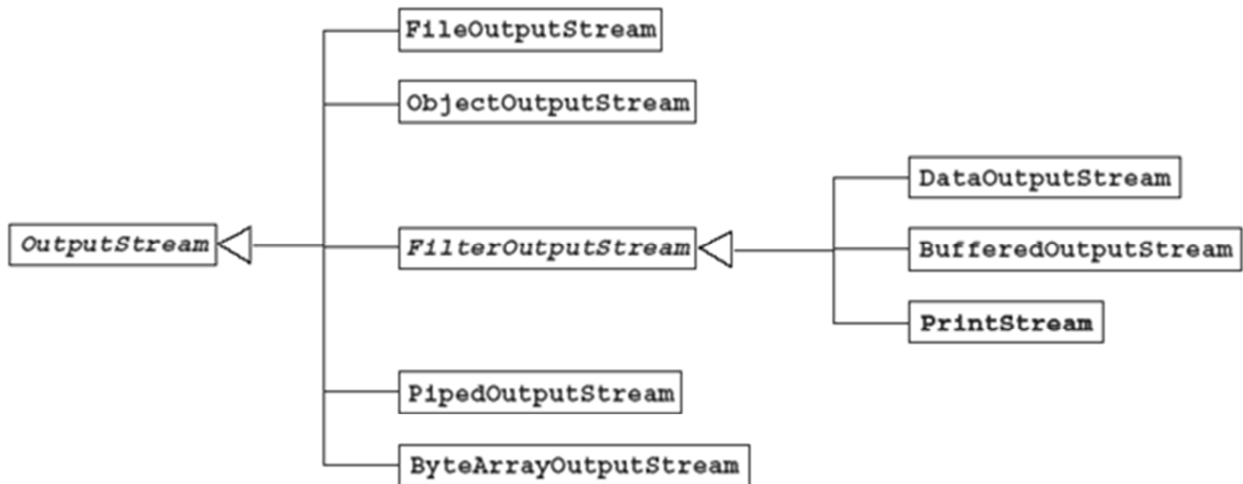 FileOutputStream
ObjectOutputStream
DataOutputStream
OutputStream
FilterOutputStream
BufferedOutputStream
PrintStream
PipedOutputStream
ByteArrayOutputStream